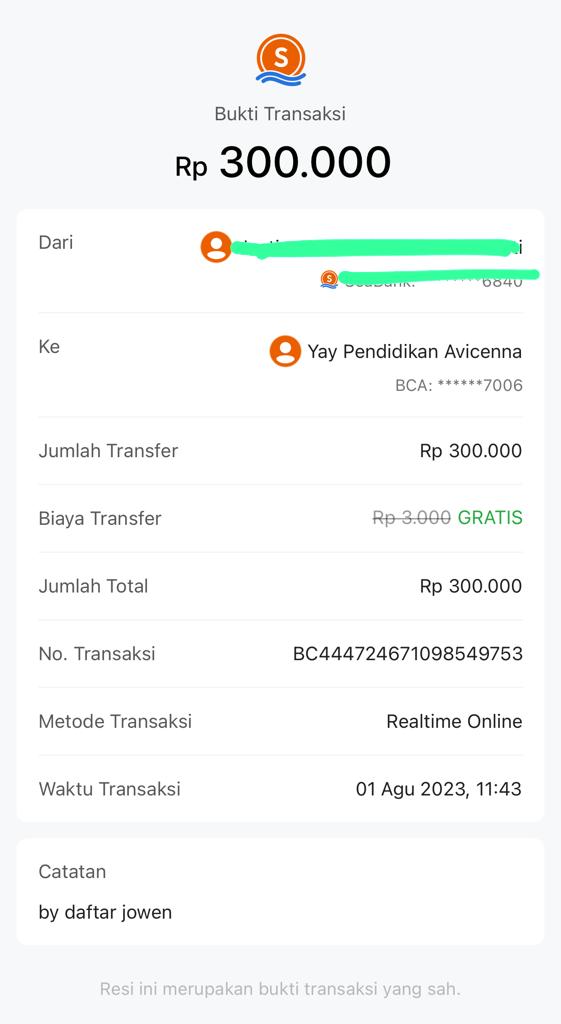 S
Bukti Transaksi
Rp 300.000
Dari
6840
Ke
Yay Pendidikan Avicenna
BCA: ******7006
Jumlah Transfer
Rp 300.000
Biaya Transfer
Rp 3.000 GRATIS
Jumlah Total
Rp 300.000
No. Transaksi
BC444724671098549753
Metode Transaksi
Realtime Online
Waktu Transaksi
01 Agu 2023, 11:43
Catatan
by daftar jowen
Resi ini merupakan bukti transaksi yang sah.